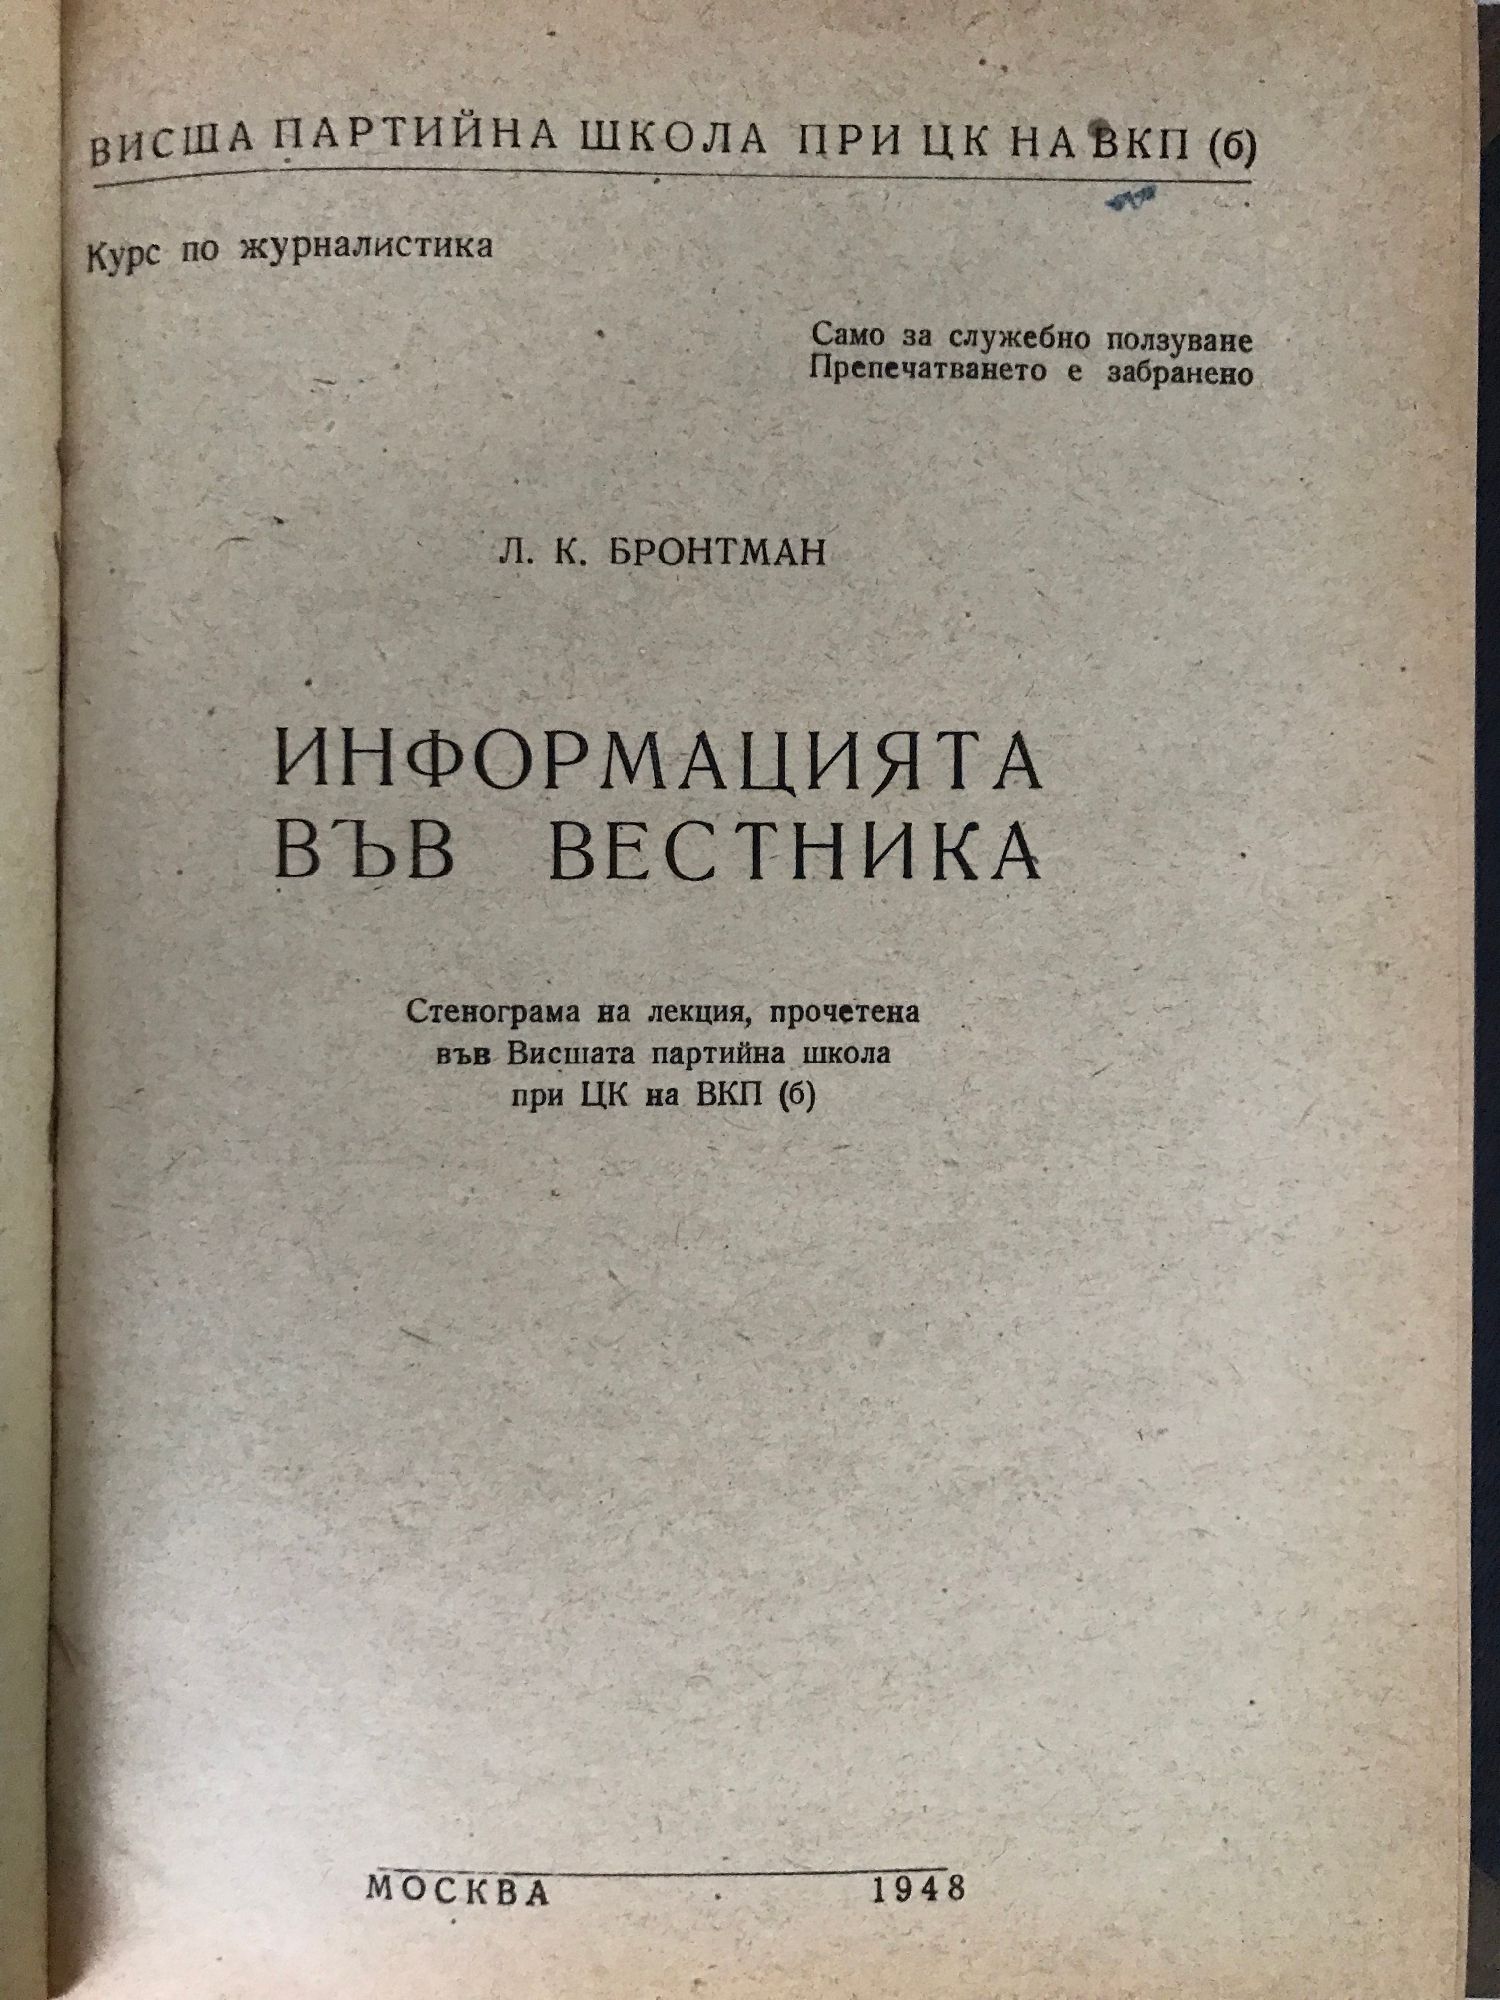 ВИСША ПАРТИЙНА ШКОЛА ПРИ ЦК НА ВКП (б)
Курс по журналистика
Само за служебно ползуване
Препечатването е забранено
Л. К. БРОНТМАН
ИНФОРМАЦИЯТА
ВЪВ ВЕСТНИКА
Стенограма на лекция, прочетена
във Висшата партийна школа
при ЦК на ВКП (б)
МОСКВА 1948